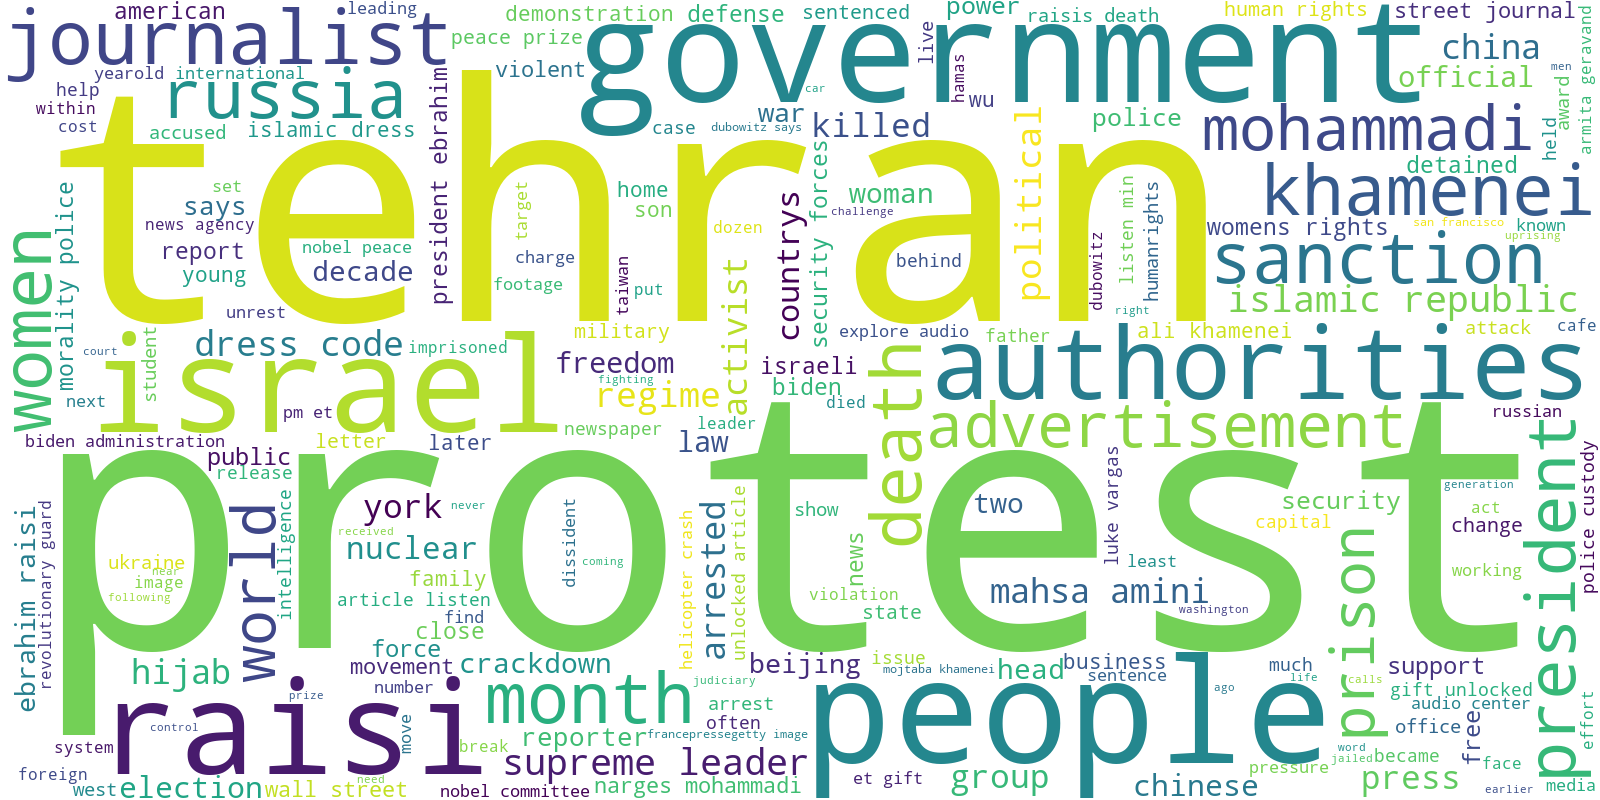 american
leading
demonstration
defense
sentenced
power
raisis death
human rights
street journal
journalist
peace prize
government
live
china
armita geravand
yearold
international
violent
hamas
men
help
russia
president ebrahim
car
official
within
wu
award
cost
accused
islamic dress
case
dubowitz says
war
killed
police
mohammadi
held
tehran
security forces
political
detained
morality police
set
says
target
home
son
woman
countrys
challenge
humanrights
listen min
khamenei
women
news agency
dozen
womens rights
san francisco
known
report
nobel peace
charge
behind
dubowitz
sanction
uprising
young
decade
footage
taiwan
put
activist
right
islamic republic
unrest
student
dress code
imprisoned
military
explore audio
father
ali khamenei
attack
cafe
court
israel
freedom
israeli
death
authorities
fighting
regime
biden
next
pm et
died
advertisement
russian
biden administration
letter
later
newspaper
leader
law
public
release
president
police custody
protest
world
intelligence
york
never
arrested
unlocked article
show
two
luke vargas
security
generation
act
ebrahim raisi
revolutionary guard
received
nuclear
dissident
helicopter crash
news
capital
change
ukraine
near
coming
least
prison
image
family
violation
mahsa amini
working
following
article listen
find
state
washington
close
force
hijab
movement
crackdown
beijing
issue
mojtaba khamenei
head
business
sentence
much
life
support
calls
raisi
prize
number
month
judiciary
people
ago
gift unlocked
arrest
audio center
control
move
often
office
free
effort
system
break
reporter
francepressegetty image
word
jailed
became
foreign
supreme leader
pressure
face
need
et gift
group
press
west
election
wall street
nobel committee
narges mohammadi
chinese
earlier
media